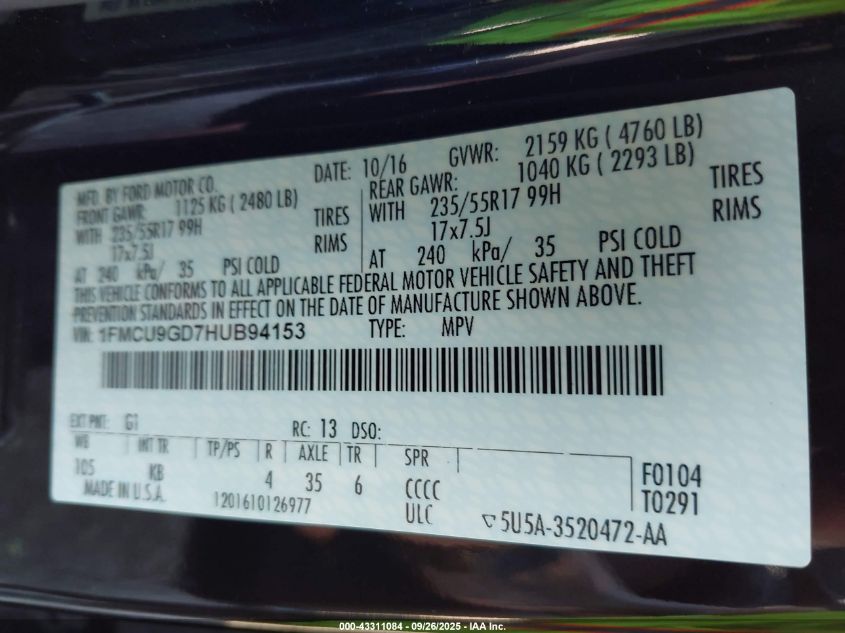 MFD. BY FORD MOTOR CO.
DATE: 10/16 GVWR: 2159 KG ( 4760 LB)
FRONT GAWR: 1125 KG ( 2480 LB)
REAR GAWR: 1040 KG ( 2293 LB)
WITH 235/55R17 99H TIRES
WITH 235/55R17 99H TIRES
17x7.5J RIMS
17x7.5J RIMS
AT 240 kPa/ 35 PSI COLD
AT 240 kPa/ 35 PSI COLD
THIS VEHICLE CONFORMS TO ALL APPLICABLE FEDERAL MOTOR VEHICLE SAFETY AND THEFT
PREVENTION STANDARDS IN EFFECT ON THE DATE OF MANUFACTURE SHOWN ABOVE.
VIN: 1FMCU9GD7HUB94153 TYPE: MPV
EXT PNT: G1 RC: 13 DSO:
WB INT TR TP/PS R AXLE TR SPR
105 KB 4 35 6 CCCC F0104
MADE IN U.S.A. 1201610126977 ULC T0291
5U5A-3520472-AA
000-43311084 - 09/26/2025 - IAA Inc.